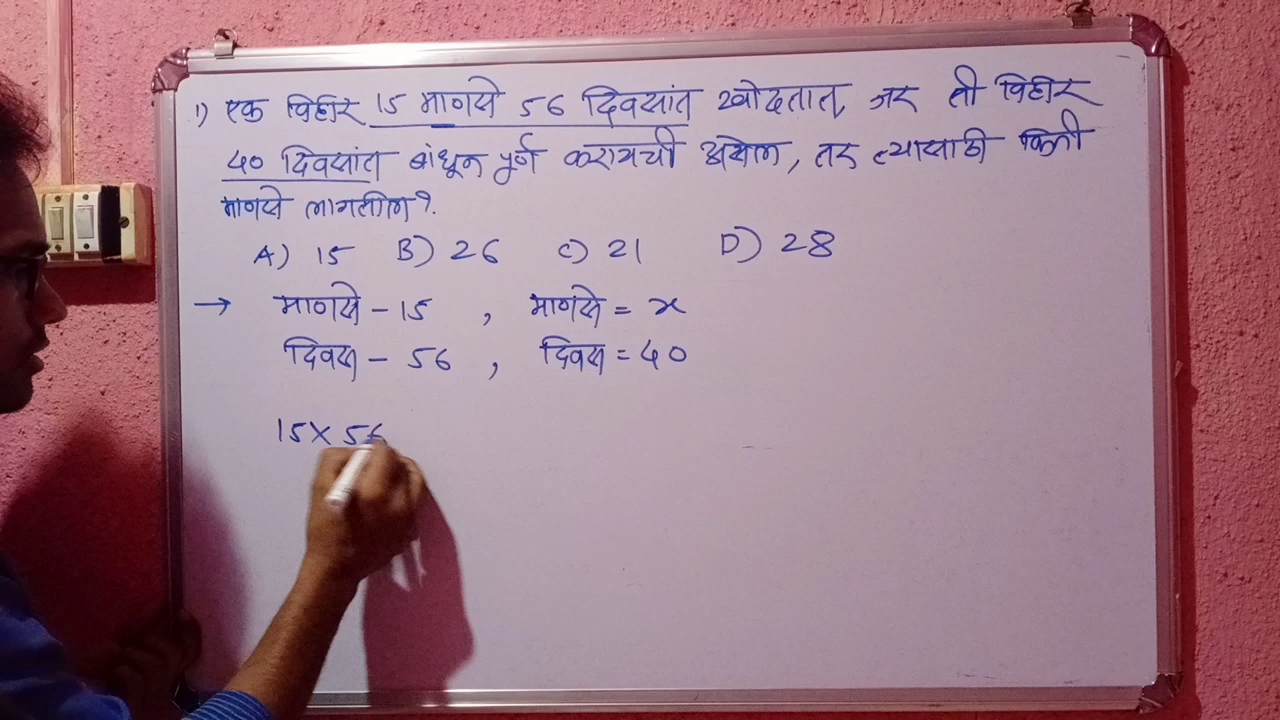 1) एक विहीर 15 माणसे 56 दिवसांत खोदतात, जर ती विहीर
40 दिवसांत बांधून पूर्ण करायची असेल, तर त्यासाठी किती
माणसे लागतील?
A) 15 B) 26 C) 21 D) 28
→ माणसे - 15 , माणसे = x
दिवस - 56 , दिवस = 40
15 × 56